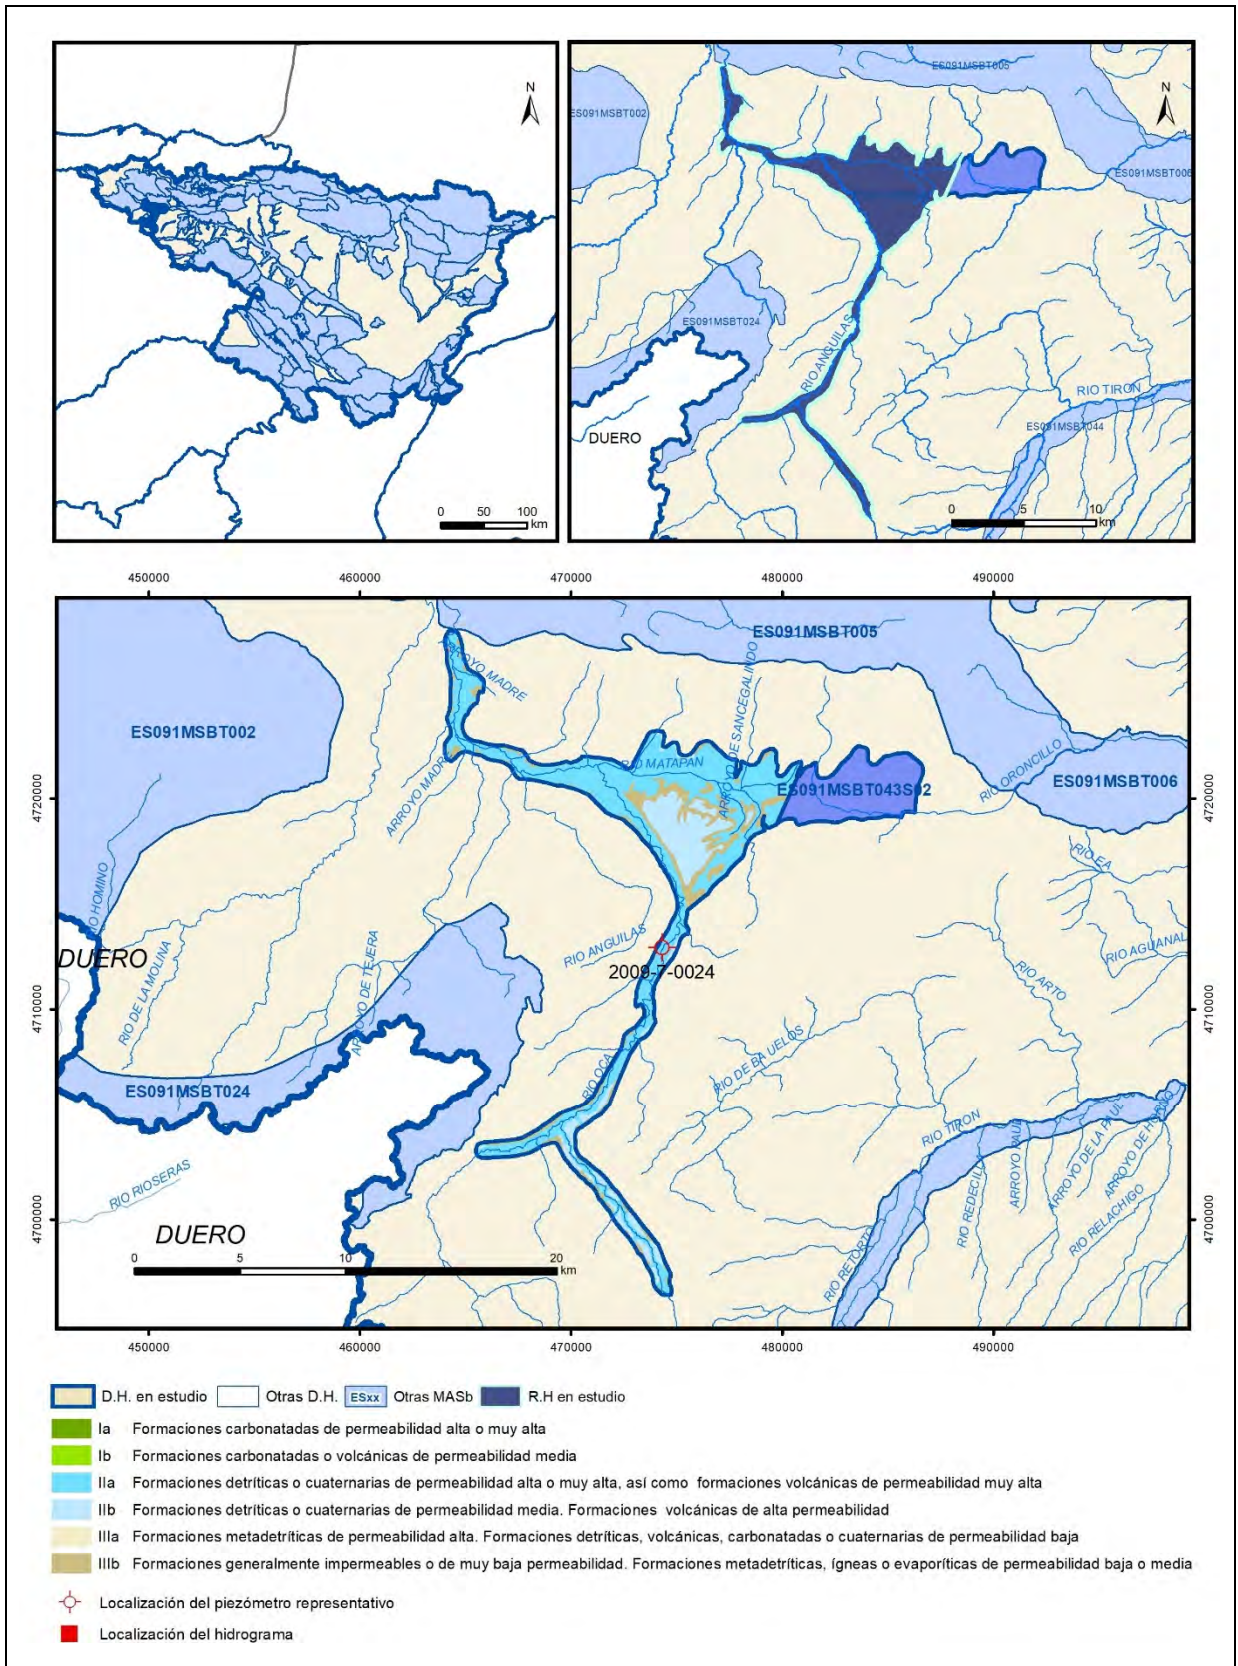 N
0 50 100
km
N
ES091MSBT005
ES091MSBT002
ES091MSBT006
ES091MSBT024
RIO ANGUILAS
RIO TIRON
ES091MSBT044
DUERO
0 5 10
km
450000 460000 470000 480000 490000
4720000
4710000
4700000
4720000
4710000
4700000
ES091MSBT005
ARROYO MADRE
ARROYO DE SANCEGALINDO
ES091MSBT002
RIO MATAPAN
ARROYO MADRE
ES091MSBT043S02
RIO ORONCILLO
ES091MSBT006
RIO HOMINO
RIO EA
DUERO
RIO DE LA MOLINA
ARROYO DE TEJERA
RIO ANGUILAS
2009-7-0024
RIO AGUANAL
RIO ARTO
RIO OCA
RIO DE BA UELOS
ES091MSBT024
RIO TIRON
RIO REDECILLA
ARROYO PAUL
ARROYO DE LA PAUL
ARROYO DE HORNO
RIO RELACHIGO
RIO RIOSERAS
RIO RETORTO
DUERO
0 5 10 20
km
450000 460000 470000 480000 490000
D.H. en estudio
Otras D.H.
ESxx Otras MASb
R.H en estudio
Ia Formaciones carbonatadas de permeabilidad alta o muy alta
Ib Formaciones carbonatadas o volcánicas de permeabilidad media
IIa Formaciones detríticas o cuaternarias de permeabilidad alta o muy alta, así como formaciones volcánicas de permeabilidad muy alta
IIb Formaciones detríticas o cuaternarias de permeabilidad media. Formaciones volcánicas de alta permeabilidad
IIIa Formaciones metadetríticas de permeabilidad alta. Formaciones detríticas, volcánicas, carbonatadas o cuaternarias de permeabilidad baja
IIIb Formaciones generalmente impermeables o de muy baja permeabilidad. Formaciones metadetríticas, ígneas o evaporíticas de permeabilidad baja o media
Localización del piezómetro representativo
Localización del hidrograma